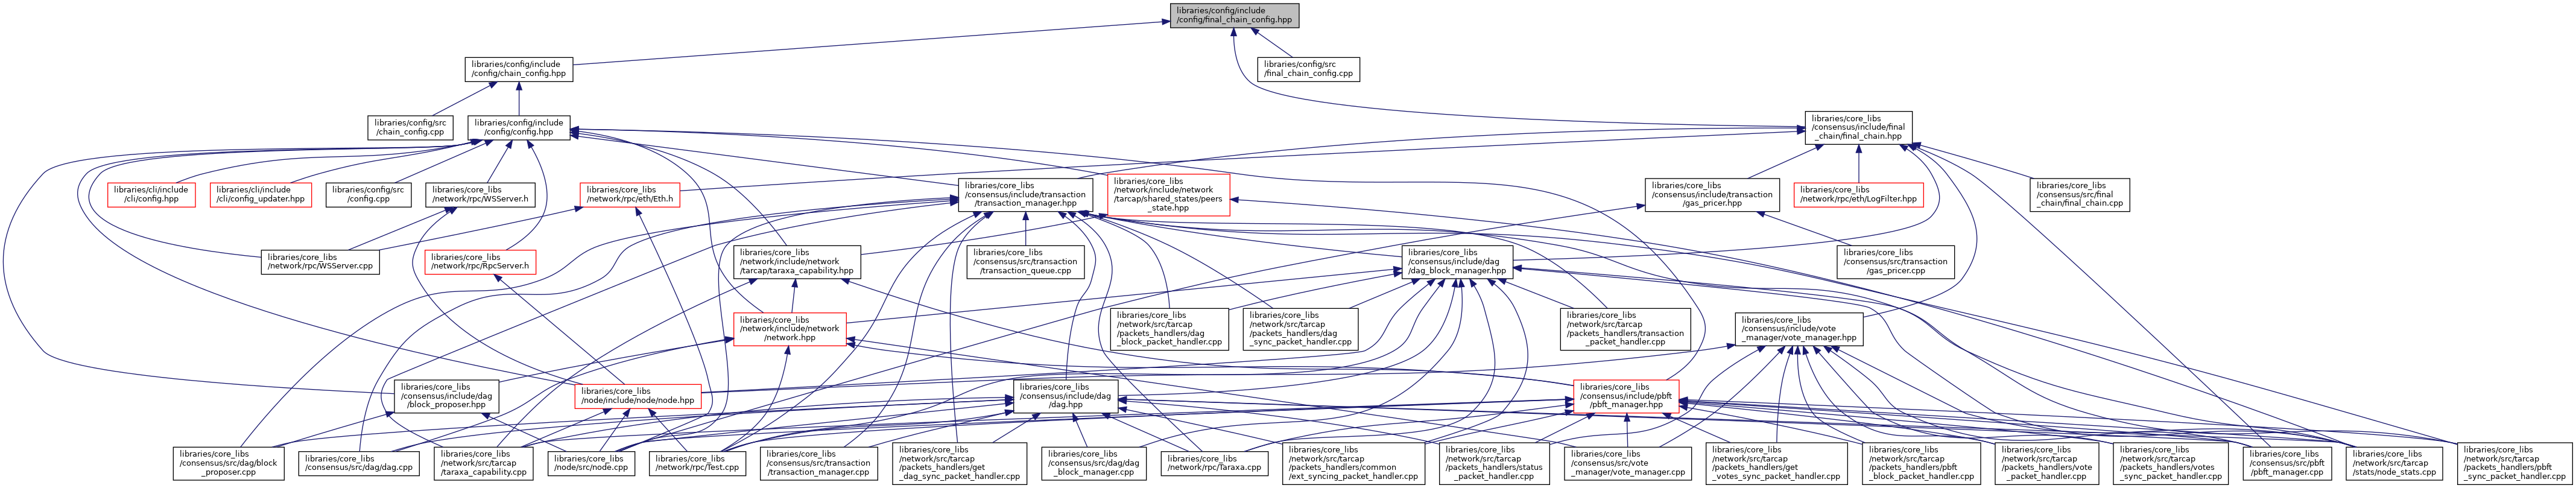 libraries/config/include
/config/final_chain_config.hpp
libraries/config/include
/config/chain_config.hpp
libraries/config/src
/final_chain_config.cpp
libraries/config/src
/chain_config.cpp
libraries/config/include
/config/config.hpp
libraries/core_libs
/consensus/include/final
_chain/final_chain.hpp
libraries/cli/include
/cli/config.hpp
libraries/cli/include
/cli/config_updater.hpp
libraries/config/src
/config.cpp
libraries/core_libs
/network/rpc/WSServer.h
libraries/core_libs
/network/rpc/eth/Eth.h
libraries/core_libs
/consensus/include/transaction
/transaction_manager.hpp
libraries/core_libs
/network/include/network
/tarcap/shared_states/peers
_state.hpp
libraries/core_libs
/consensus/include/transaction
/gas_pricer.hpp
libraries/core_libs
/network/rpc/eth/LogFilter.hpp
libraries/core_libs
/consensus/src/final
_chain/final_chain.cpp
libraries/core_libs
/network/rpc/WSServer.cpp
libraries/core_libs
/network/rpc/RpcServer.h
libraries/core_libs
/network/include/network
/tarcap/taraxa_capability.hpp
libraries/core_libs
/consensus/src/transaction
/transaction_queue.cpp
libraries/core_libs
/consensus/include/dag
/dag_block_manager.hpp
libraries/core_libs
/consensus/src/transaction
/gas_pricer.cpp
libraries/core_libs
/network/include/network
/network.hpp
libraries/core_libs
/network/src/tarcap
/packets_handlers/dag
_block_packet_handler.cpp
libraries/core_libs
/network/src/tarcap
/packets_handlers/dag
_sync_packet_handler.cpp
libraries/core_libs
/network/src/tarcap
/packets_handlers/transaction
_packet_handler.cpp
libraries/core_libs
/consensus/include/vote
_manager/vote_manager.hpp
libraries/core_libs
/consensus/include/dag
/block_proposer.hpp
libraries/core_libs
/node/include/node/node.hpp
libraries/core_libs
/consensus/include/dag
/dag.hpp
libraries/core_libs
/consensus/include/pbft
/pbft_manager.hpp
libraries/core_libs
/consensus/src/dag/block
_proposer.cpp
libraries/core_libs
/consensus/src/dag/dag.cpp
libraries/core_libs
/network/src/tarcap
/taraxa_capability.cpp
libraries/core_libs
/node/src/node.cpp
libraries/core_libs
/network/rpc/Test.cpp
libraries/core_libs
/consensus/src/transaction
/transaction_manager.cpp
libraries/core_libs
/network/src/tarcap
/packets_handlers/get
_dag_sync_packet_handler.cpp
libraries/core_libs
/consensus/src/dag/dag
_block_manager.cpp
libraries/core_libs
/network/rpc/Taraxa.cpp
libraries/core_libs
/network/src/tarcap
/packets_handlers/common
/ext_syncing_packet_handler.cpp
libraries/core_libs
/network/src/tarcap
/packets_handlers/status
_packet_handler.cpp
libraries/core_libs
/consensus/src/vote
_manager/vote_manager.cpp
libraries/core_libs
/network/src/tarcap
/packets_handlers/get
_votes_sync_packet_handler.cpp
libraries/core_libs
/network/src/tarcap
/packets_handlers/pbft
_block_packet_handler.cpp
libraries/core_libs
/network/src/tarcap
/packets_handlers/vote
_packet_handler.cpp
libraries/core_libs
/network/src/tarcap
/packets_handlers/votes
_sync_packet_handler.cpp
libraries/core_libs
/consensus/src/pbft
/pbft_manager.cpp
libraries/core_libs
/network/src/tarcap
/stats/node_stats.cpp
libraries/core_libs
/network/src/tarcap
/packets_handlers/pbft
_sync_packet_handler.cpp